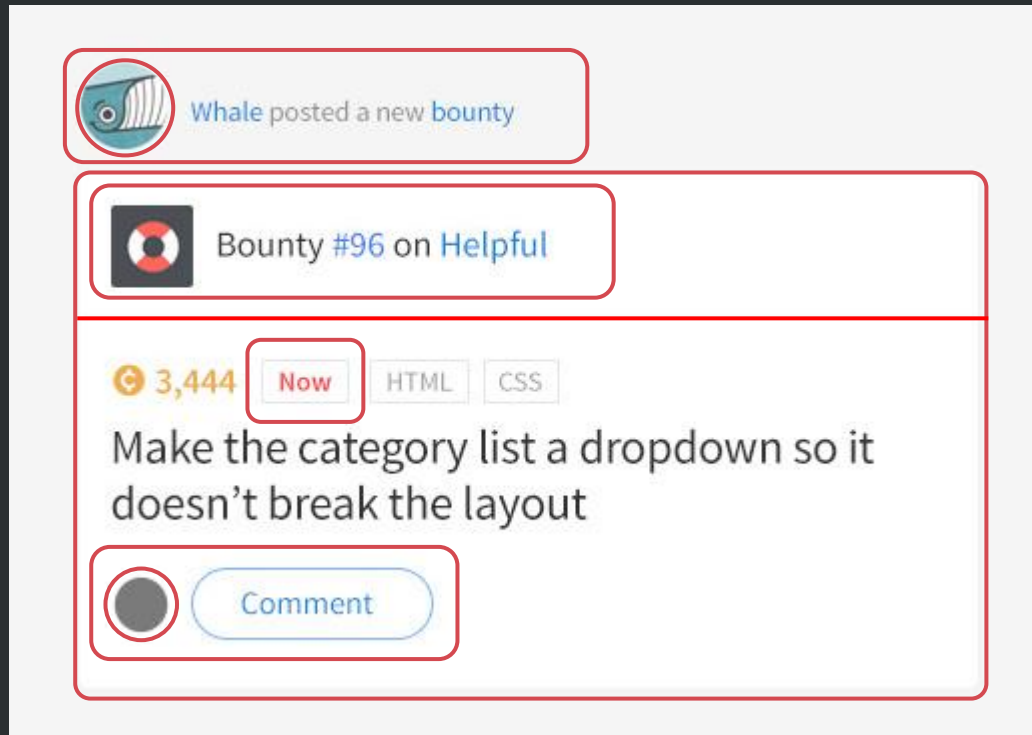 Whale posted a new bounty
Bounty #96 on Helpful
3,444 Now HTML CSS
Make the category list a dropdown so it
doesn't break the layout
Comment